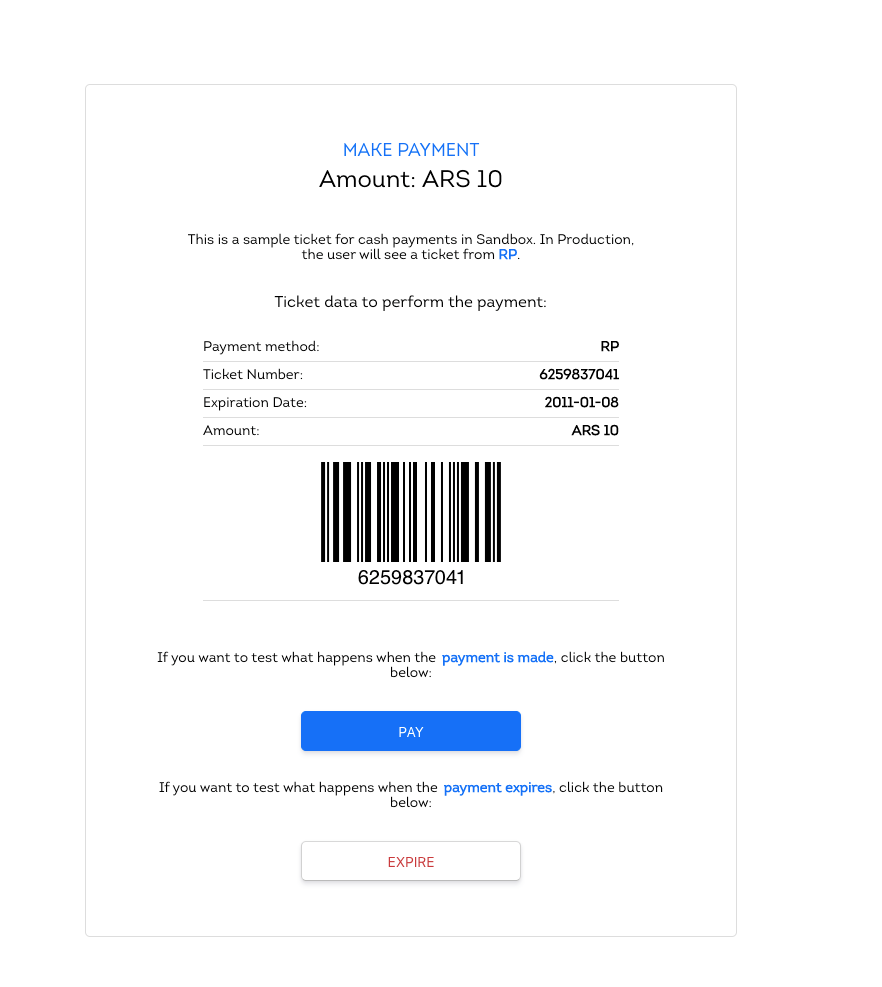 MAKE PAYMENT
Amount: ARS 10
This is a sample ticket for cash payments in Sandbox. In Production,
the user will see a ticket from RP.
Ticket data to perform the payment:
Payment method: RP
Ticket Number: 6259837041
Expiration Date: 2011-01-08
Amount: ARS 10
6259837041
If you want to test what happens when the payment is made, click the button
below:
PAY
If you want to test what happens when the payment expires, click the button
below:
EXPIRE